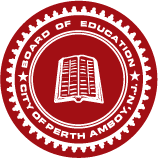 BOARD OF EDUCATION
CITY OF PERTH AMBOY, N.J.